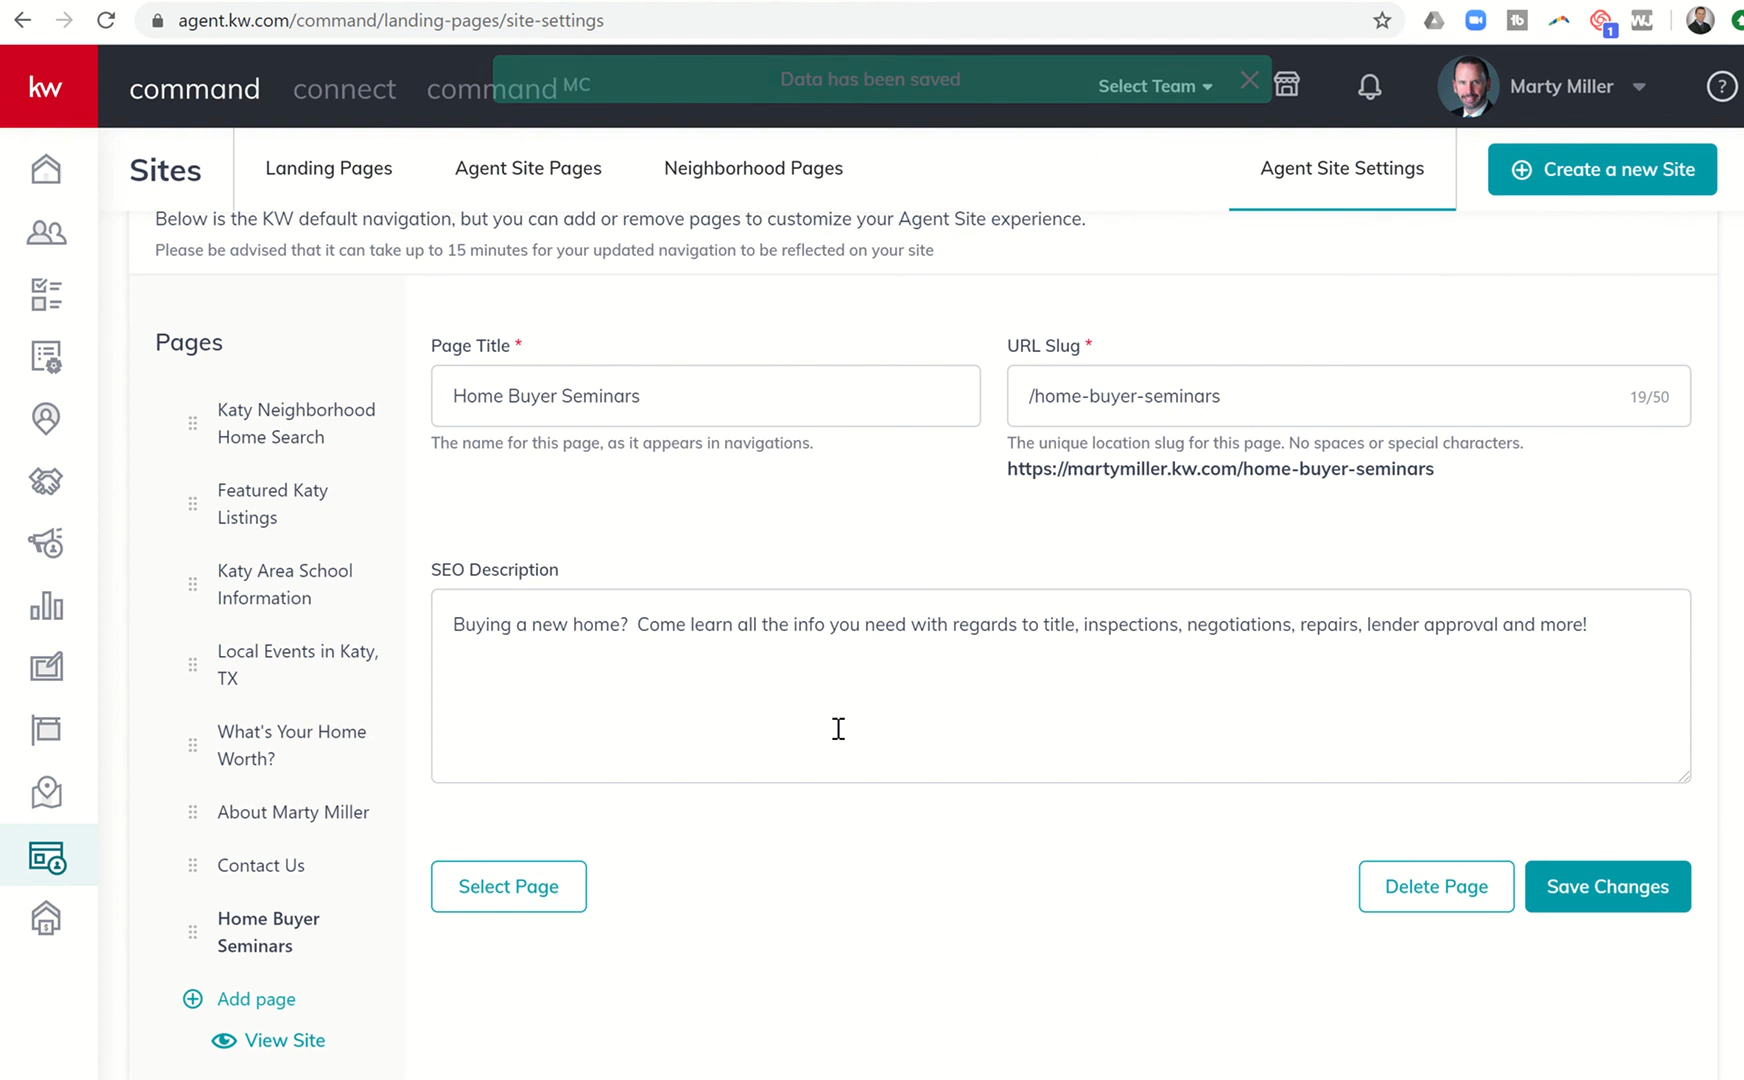 agent.kw.com/command/landing-pages/site-settings
1
WJ
kw
command
connect
command MC
Data has been saved
Select Team
Marty Miller
?
Sites
Landing Pages
Agent Site Pages
Neighborhood Pages
Agent Site Settings
Create a new Site
Below is the KW default navigation, but you can add or remove pages to customize your Agent Site experience.
Please be advised that it can take up to 15 minutes for your updated navigation to be reflected on your site
Pages
Katy Neighborhood
Home Search
Featured Katy
Listings
Katy Area School
Information
Local Events in Katy,
TX
What's Your Home
Worth?
About Marty Miller
Contact Us
Home Buyer
Seminars
Add page
View Site
Page Title *
Home Buyer Seminars
The name for this page, as it appears in navigations.
URL Slug *
/home-buyer-seminars
19/50
The unique location slug for this page. No spaces or special characters.
https://martymiller.kw.com/home-buyer-seminars
SEO Description
Buying a new home?  Come learn all the info you need with regards to title, inspections, negotiations, repairs, lender approval and more!
Select Page
Delete Page
Save Changes